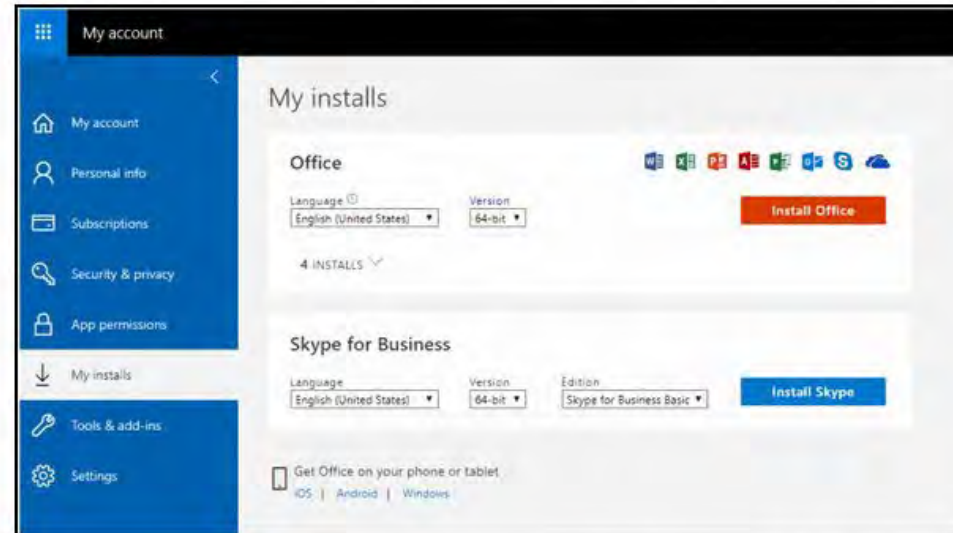 My account
My account
Personal info
Subscriptions
Security & privacy
App permissions
My installs
Tools & add-ins
Settings
My installs
Office
Language Version
English (United States) 64-bit Install Office
4 INSTALLS
Skype for Business
Language Version Edition
English (United States) 64-bit Skype for Business Basic Install Skype
Get Office on your phone or tablet
iOS | Android | Windows